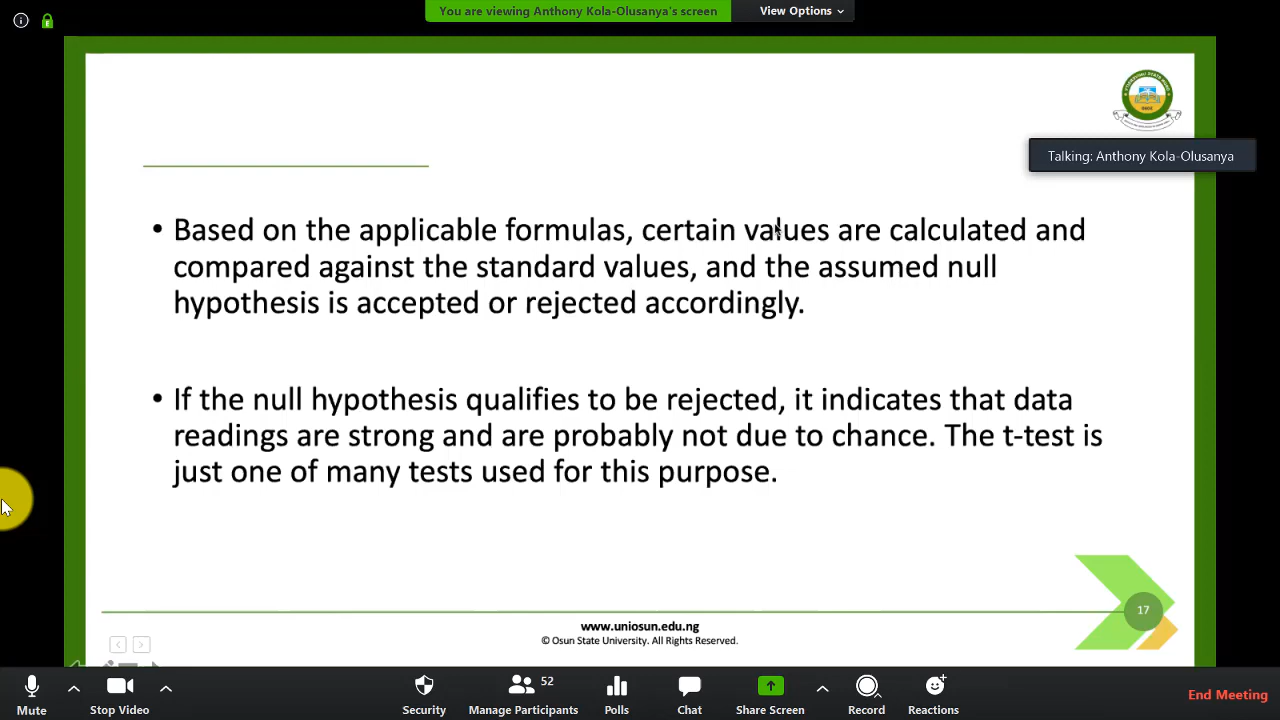 You are viewing Anthony Kola-Olusanya's screen
View Options
Talking: Anthony Kola-Olusanya
• Based on the applicable formulas, certain values are calculated and
compared against the standard values, and the assumed null
hypothesis is accepted or rejected accordingly.
• If the null hypothesis qualifies to be rejected, it indicates that data
readings are strong and are probably not due to chance. The t-test is
just one of many tests used for this purpose.
17
www.uniosun.edu.ng
© Osun State University. All Rights Reserved.
Mute
Stop Video
Security
52
Manage Participants
Polls
Chat
Share Screen
Record
Reactions
End Meeting